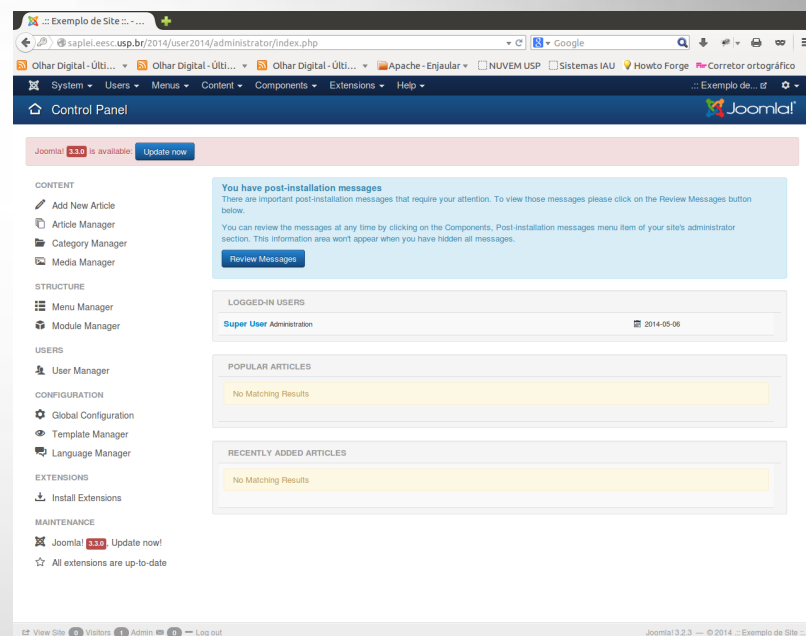 .:: Exemplo de Site ::. - ...
saplei.eesc.usp.br/2014/user2014/administrator/index.php
Google
Olhar Digital - Últi...
Olhar Digital - Últi...
Olhar Digital - Últi...
Apache - Enjaular
NUVEM USP
Sistemas IAU
Howto Forge
Corretor ortográfico
System
Users
Menus
Content
Components
Extensions
Help
.:: Exemplo de...
Control Panel
Joomla!
Joomla! 3.3.0 is available: Update now
CONTENT
Add New Article
Article Manager
Category Manager
Media Manager
STRUCTURE
Menu Manager
Module Manager
USERS
User Manager
CONFIGURATION
Global Configuration
Template Manager
Language Manager
EXTENSIONS
Install Extensions
MAINTENANCE
Joomla! 3.3.0, Update now!
All extensions are up-to-date
You have post-installation messages
There are important post-installation messages that require your attention. To view those messages please click on the Review Messages button
below.
You can review the messages at any time by clicking on the Components, Post-installation messages menu item of your site's administrator
section. This information area won't appear when you have hidden all messages.
Review Messages
LOGGED-IN USERS
Super User Administration
2014-05-06
POPULAR ARTICLES
No Matching Results
RECENTLY ADDED ARTICLES
No Matching Results
View Site 0 Visitors 1 Admin 0 Log out
Joomla! 3.2.3 — © 2014 .:: Exemplo de Site ::.